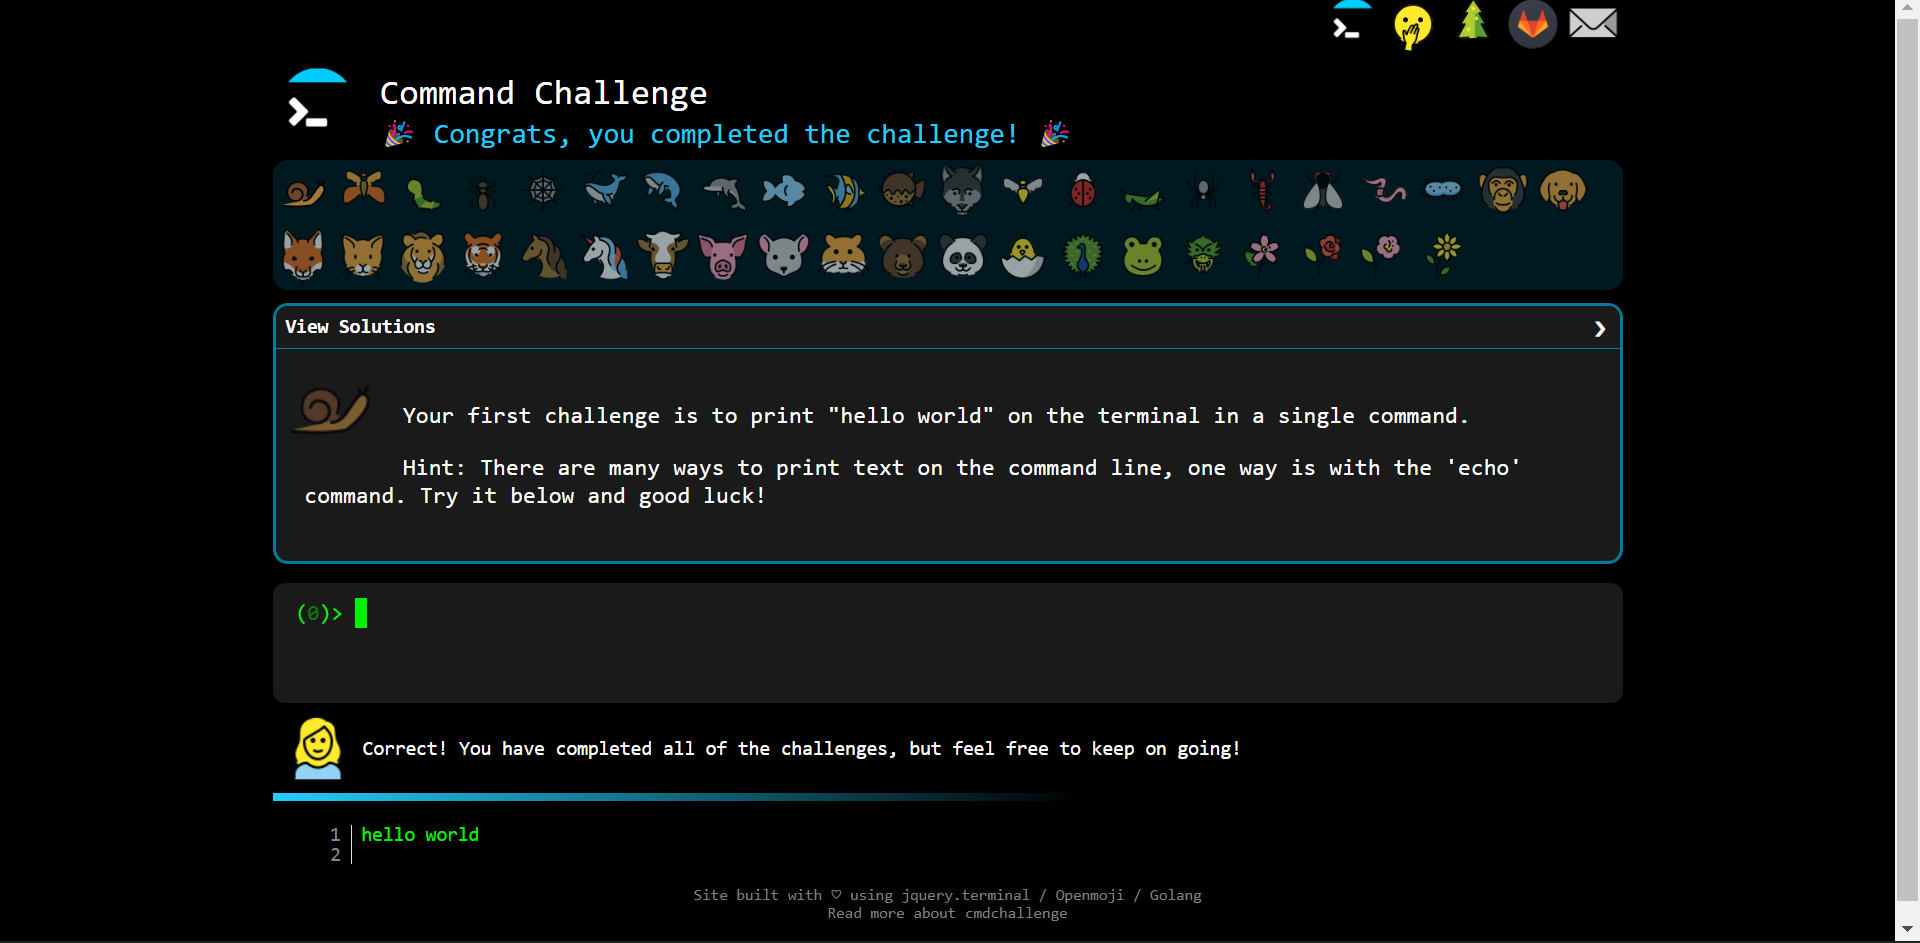 Command Challenge
🎉 Congrats, you completed the challenge! 🎉
View Solutions ❯
Your first challenge is to print "hello world" on the terminal in a single command.
Hint: There are many ways to print text on the command line, one way is with the 'echo'
command. Try it below and good luck!
(0)>
Correct! You have completed all of the challenges, but feel free to keep on going!
1 hello world
2
Site built with ♡ using jquery.terminal / Openmoji / Golang
Read more about cmdchallenge